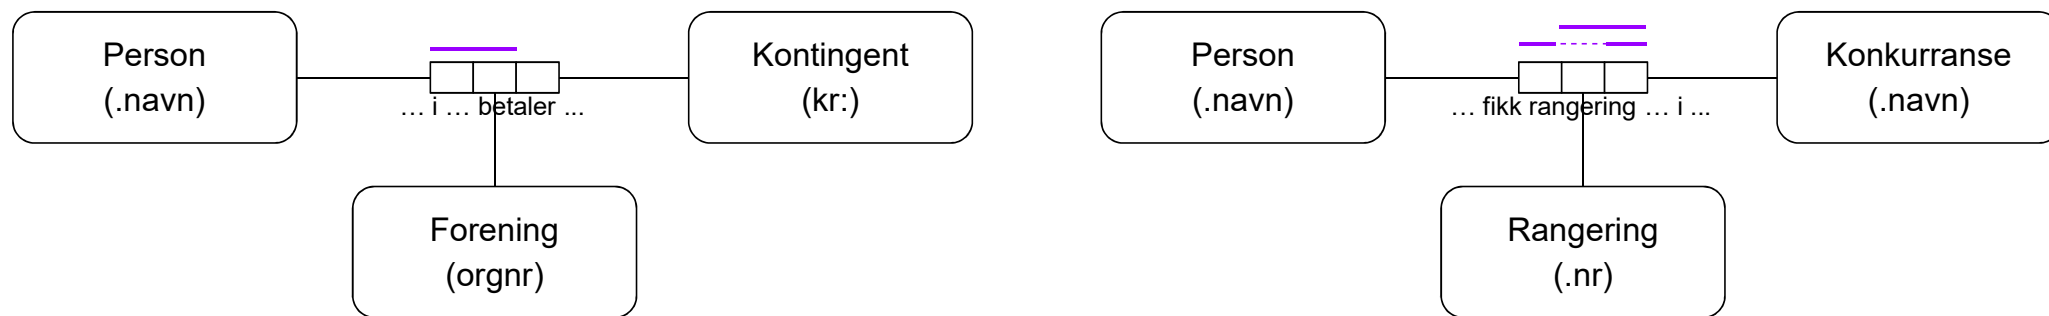 Person
(.navn)
Kontingent
(kr:)
… i … betaler ...
Forening
(orgnr)
Person
(.navn)
Konkurranse
(.navn)
… fikk rangering … i ...
Rangering
(.nr)